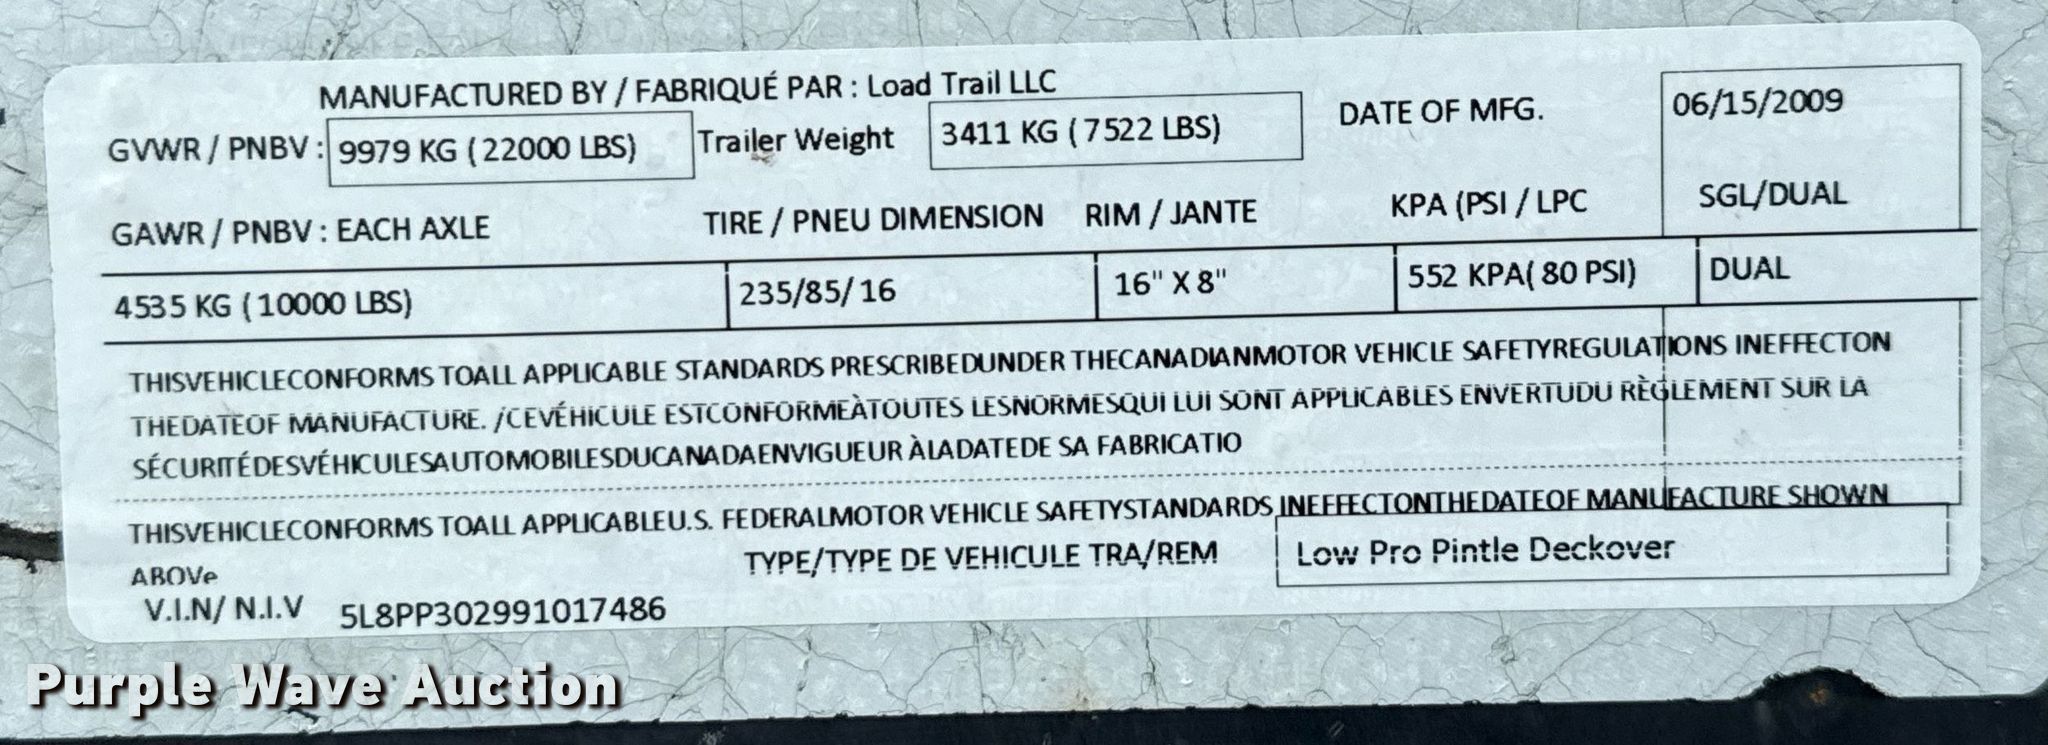 MANUFACTURED BY / FABRIQUÉ PAR : Load Trail LLC
GVWR / PNBV : 9979 KG ( 22000 LBS) Trailer Weight 3411 KG ( 7522 LBS) DATE OF MFG. 06/15/2009
GAWR / PNBV : EACH AXLE TIRE / PNEU DIMENSION RIM / JANTE KPA (PSI / LPC SGL/DUAL
4535 KG ( 10000 LBS) 235/85/ 16 16" X 8" 552 KPA( 80 PSI) DUAL
THISVEHICLECONFORMS TOALL APPLICABLE STANDARDS PRESCRIBEDUNDER THECANADIANMOTOR VEHICLE SAFETYREGULATIONS INEFFECTON
THEDATEOF MANUFACTURE. /CEVÉHICULE ESTCONFORMEÀTOUTES LESNORMESQUI LUI SONT APPLICABLES ENVERTUDU RÈGLEMENT SUR LA
SÉCURITÉDESVÉHICULESAUTOMOBILESDUCANADAENVIGUEUR ÀLADATEDE SA FABRICATIO
THISVEHICLECONFORMS TOALL APPLICABLEU.S. FEDERALMOTOR VEHICLE SAFETYSTANDARDS INEFFECTONTHEDATEOF MANUFACTURE SHOWN
ABOVe
TYPE/TYPE DE VEHICULE TRA/REM Low Pro Pintle Deckover
V.I.N/ N.I.V 5L8PP302991017486
Purple Wave Auction